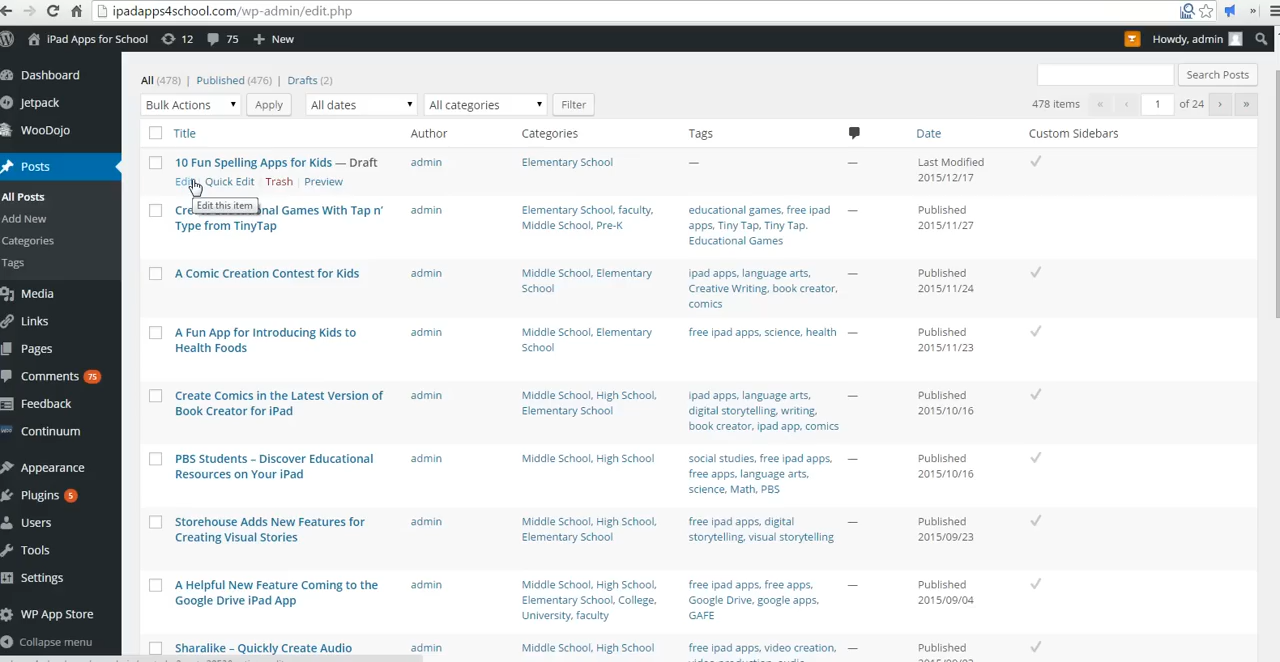 ipadapps4school.com/wp-admin/edit.php
iPad Apps for School 12 75 New Howdy, admin
Dashboard
Jetpack
WooDojo
Posts
All Posts
Add New
Categories
Tags
Media
Links
Pages
Comments 75
Feedback
Continuum
Appearance
Plugins 5
Users
Tools
Settings
WP App Store
Collapse menu
All (478) | Published (476) | Drafts (2)
Search Posts
Bulk Actions Apply All dates All categories Filter
478 items « ‹ 1 of 24 › »
Title Author Categories Tags Date Custom Sidebars
10 Fun Spelling Apps for Kids — Draft admin Elementary School — — Last Modified
2015/12/17
Edit Quick Edit | Trash | Preview
Edit this item
Type from TinyTap
admin
Elementary School, faculty,
Middle School, Pre-K
educational games, free ipad
apps, Tiny Tap, Tiny Tap.
Educational Games
—
Published
2015/11/27
A Comic Creation Contest for Kids
admin
Middle School, Elementary
School
ipad apps, language arts,
Creative Writing, book creator,
comics
—
Published
2015/11/24
A Fun App for Introducing Kids to
Health Foods
admin
Middle School, Elementary
School
free ipad apps, science, health
—
Published
2015/11/23
Create Comics in the Latest Version of
Book Creator for iPad
admin
Middle School, High School,
Elementary School
ipad apps, language arts,
digital storytelling, writing,
book creator, ipad app, comics
—
Published
2015/10/16
PBS Students – Discover Educational
Resources on Your iPad
admin
Middle School, High School
social studies, free ipad apps,
free apps, language arts,
science, Math, PBS
—
Published
2015/10/16
Storehouse Adds New Features for
Creating Visual Stories
admin
Middle School, High School,
Elementary School
free ipad apps, digital
storytelling, visual storytelling
—
Published
2015/09/23
A Helpful New Feature Coming to the
Google Drive iPad App
admin
Middle School, High School,
Elementary School, College,
University, faculty
free ipad apps, free apps,
Google Drive, google apps,
GAFE
—
Published
2015/09/04
Sharalike – Quickly Create Audio
admin
Middle School, High School
free ipad apps, video creation,
—
Published